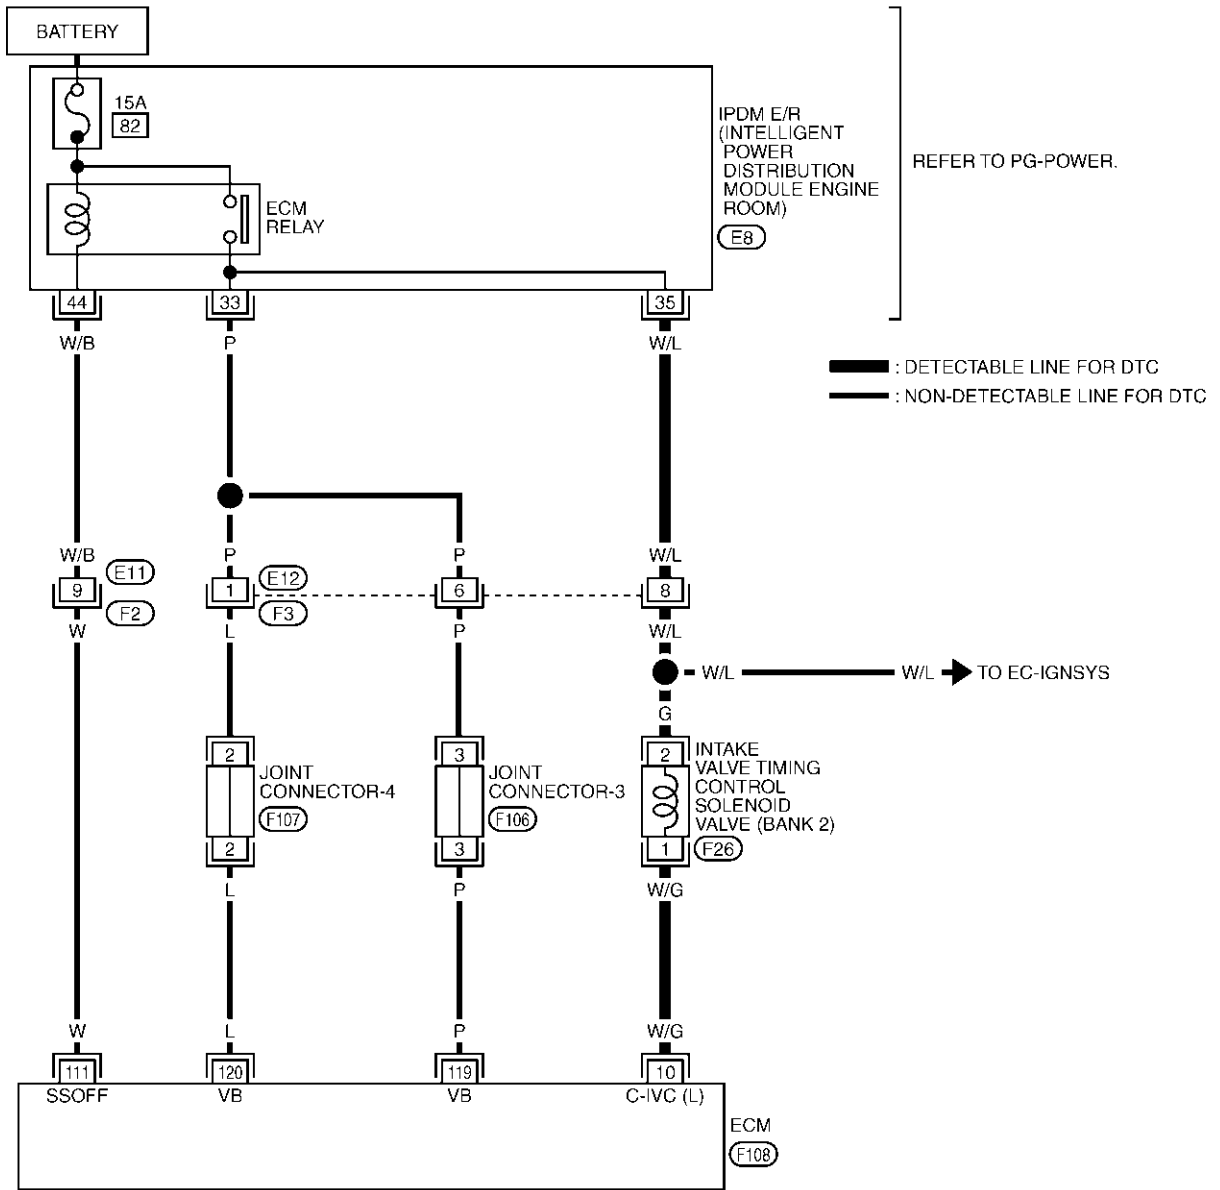 BATTERY
15A
82
IPDM E/R
(INTELLIGENT
POWER
DISTRIBUTION
MODULE ENGINE
ROOM)
E8
REFER TO PG-POWER.
ECM
RELAY
44
33
35
W/B
P
W/L
: DETECTABLE LINE FOR DTC
: NON-DETECTABLE LINE FOR DTC
W/B
P
P
W/L
E11
E12
9
1
6
8
F2
F3
W
L
P
W/L
W/L
W/L
TO EC-IGNSYS
G
2
3
2
JOINT
CONNECTOR-4
F107
JOINT
CONNECTOR-3
F106
INTAKE
VALVE TIMING
CONTROL
SOLENOID
VALVE (BANK 2)
F26
2
3
1
L
P
W/G
W
L
P
W/G
111
120
119
10
SSOFF
VB
VB
C-IVC (L)
ECM
F108